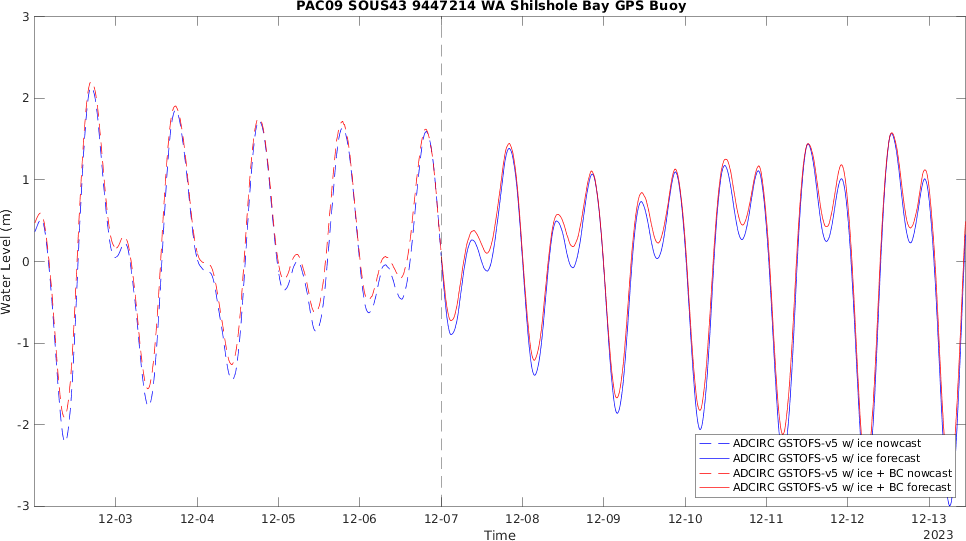 PAC09 SOUS43 9447214 WA Shilshole Bay GPS Buoy
3
2
1
0
-1
-2
-3
Water Level (m)
ADCIRC GSTOFS-v5 w/ ice nowcast
ADCIRC GSTOFS-v5 w/ ice forecast
ADCIRC GSTOFS-v5 w/ ice + BC nowcast
ADCIRC GSTOFS-v5 w/ ice + BC forecast
12-03 12-04 12-05 12-06 12-07 12-08 12-09 12-10 12-11 12-12 12-13
Time
2023